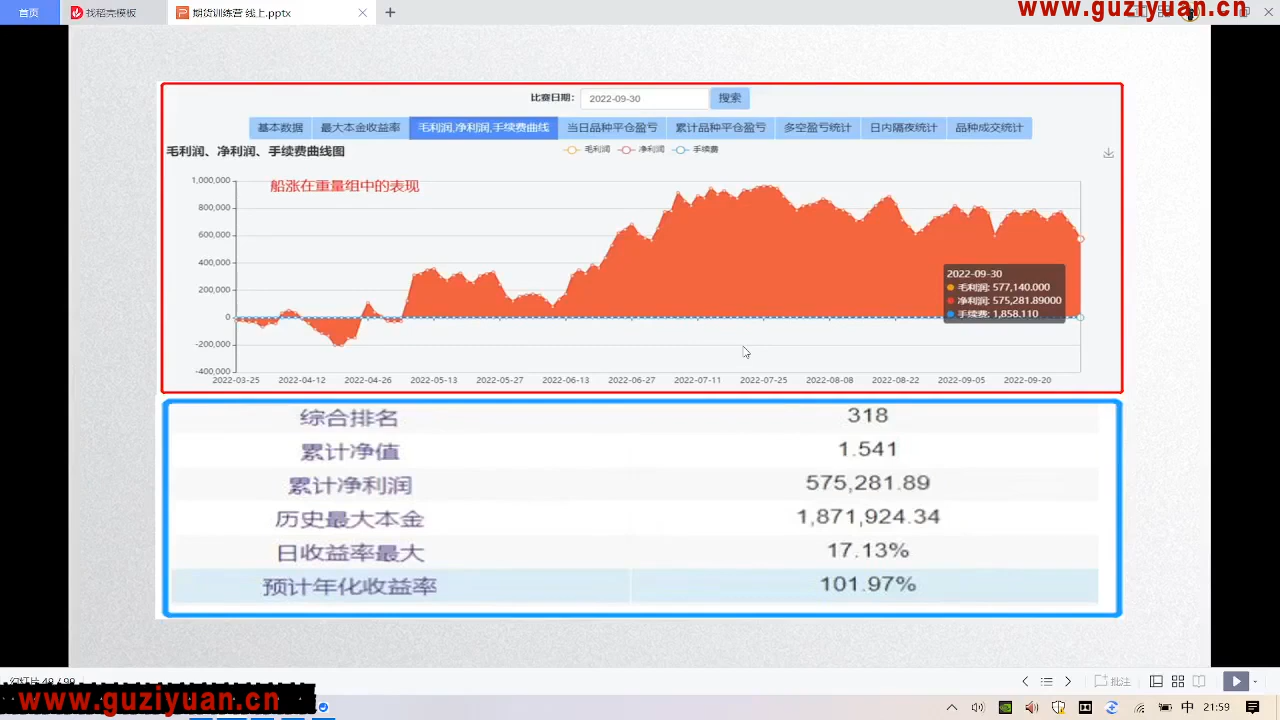 首页 找稻壳模板 期货训练营 线上.pptx
www.guziyuan.cn
比赛日期： 2022-09-30 搜索
基本数据 最大本金收益率 毛利润,净利润,手续费曲线 当日品种平仓盈亏 累计品种平仓盈亏 多空盈亏统计 日内隔夜统计 品种成交统计
毛利润、净利润、手续费曲线图
毛利润 净利润 手续费
船涨在重量组中的表现
1,000,000
800,000
600,000
400,000
200,000
0
-200,000
-400,000
2022-09-30
毛利润: 577,140.000
净利润: 575,281.89000
手续费: 1,858.110
2022-03-25 2022-04-12 2022-04-26 2022-05-13 2022-05-27 2022-06-13 2022-06-27 2022-07-11 2022-07-25 2022-08-08 2022-08-22 2022-09-05 2022-09-20
综合排名 318
累计净值 1.541
累计净利润 575,281.89
历史最大本金 1,871,924.34
日收益率最大 17.13%
预计年化收益率 101.97%
批注
www.guziyuan.cn
中 21:59